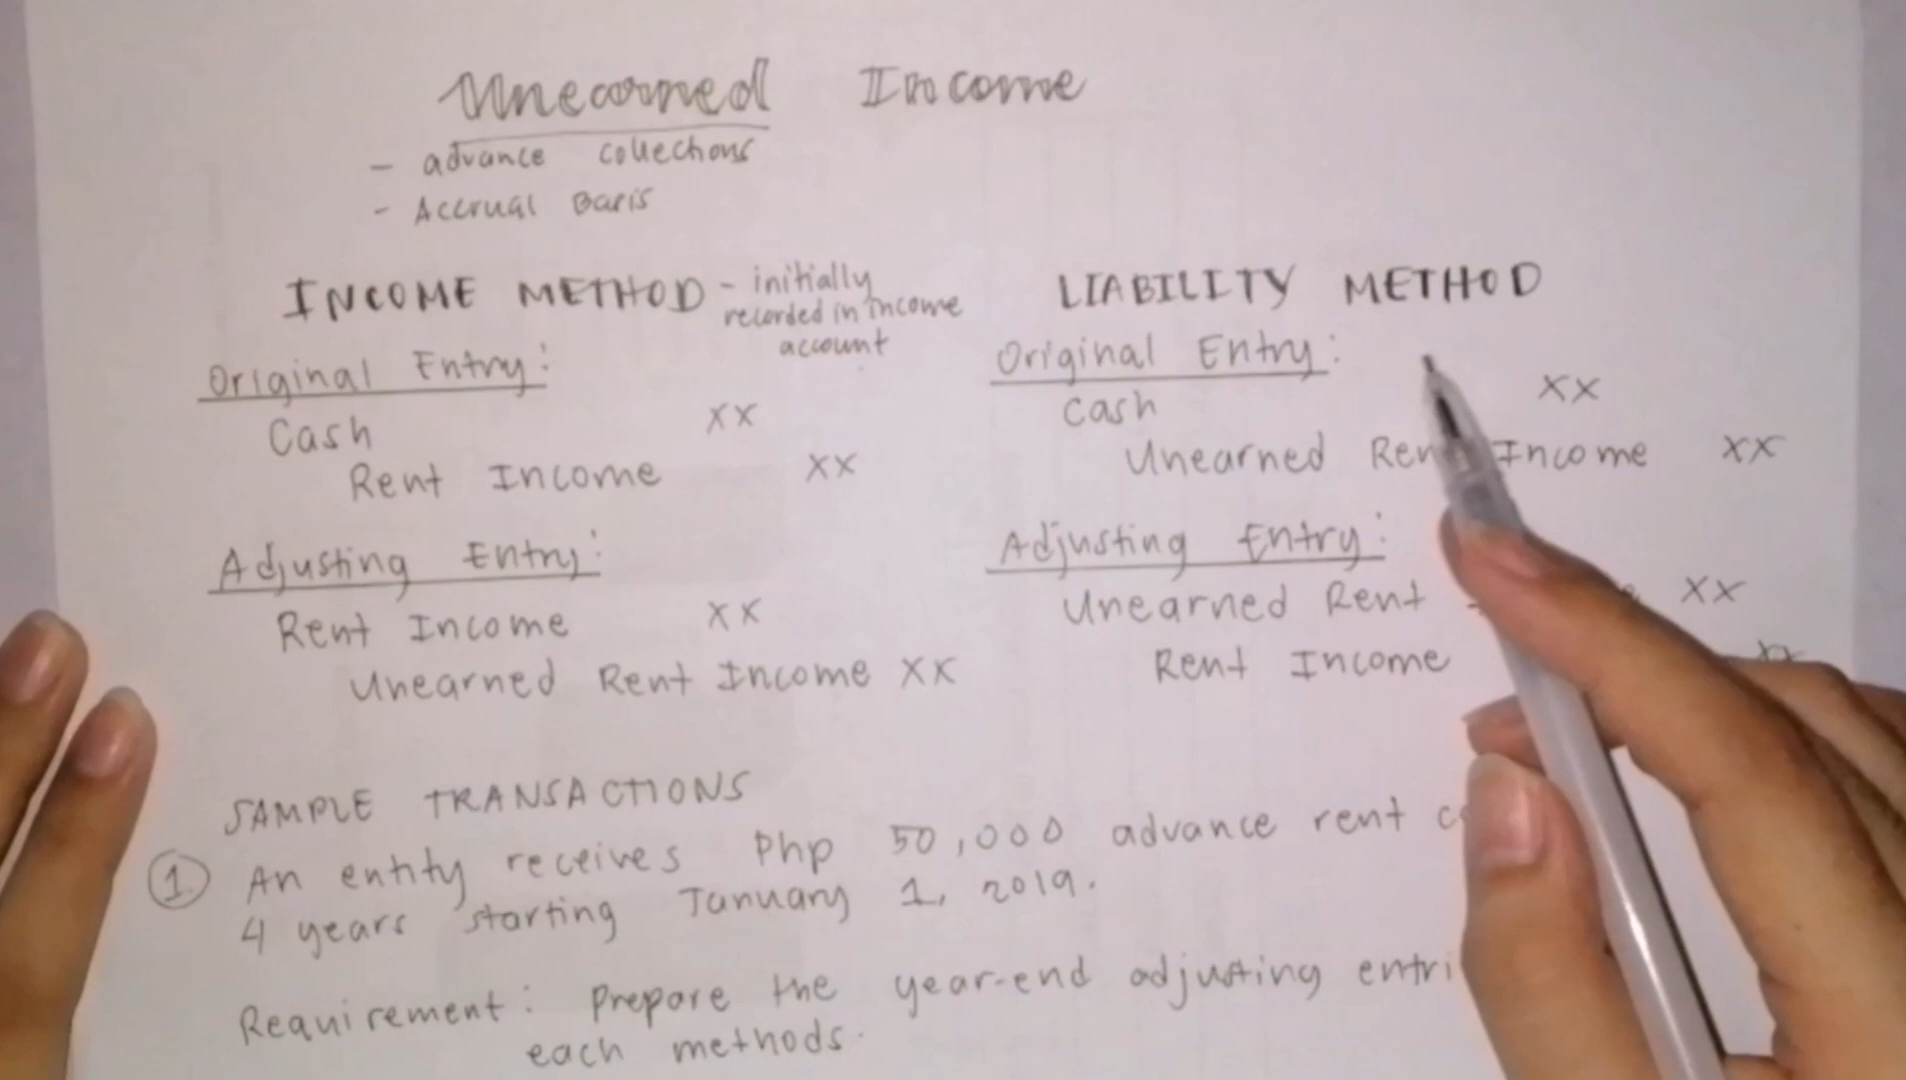 Unearned Income
- advance collections
- Accrual Basis
INCOME METHOD - initially
recorded in income
account
Original Entry:
Cash XX
Rent Income XX
Adjusting Entry:
Rent Income XX
Unearned Rent Income XX
LIABILITY METHOD
Original Entry:
Cash XX
Unearned Rent Income XX
Adjusting Entry:
Unearned Rent XX
Rent Income
SAMPLE TRANSACTIONS
1. An entity receives Php 50,000 advance rent
4 years starting January 1, 2019.
Requirement: Prepare the year-end adjusting
each methods.